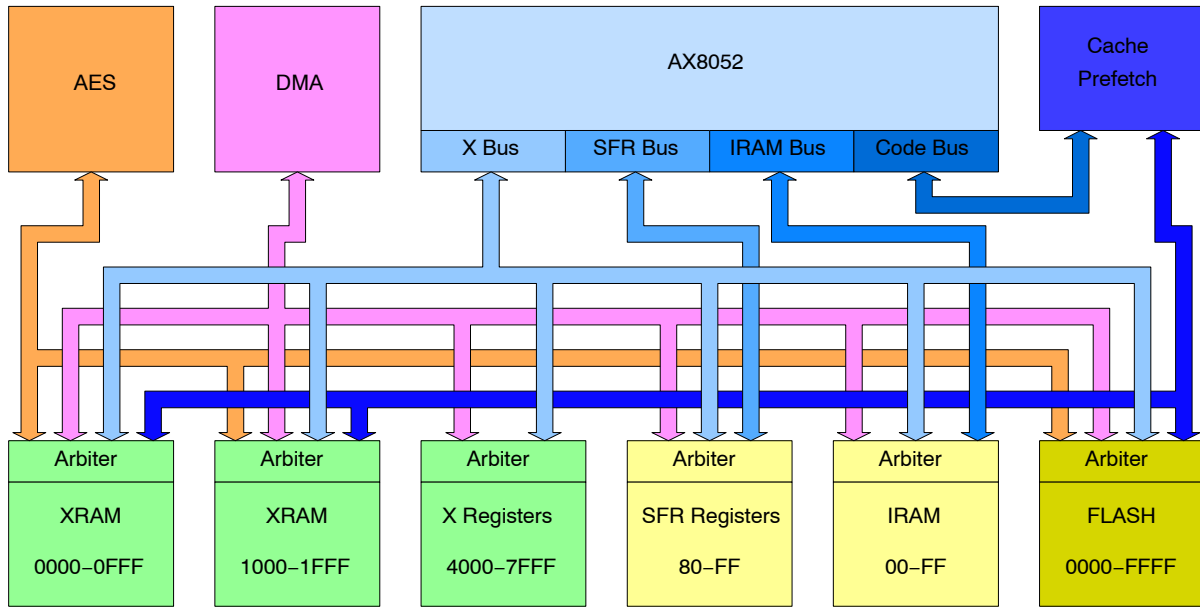 AES
DMA
AX8052
Cache
Prefetch
X Bus
SFR Bus
IRAM Bus
Code Bus
Arbiter
Arbiter
Arbiter
Arbiter
Arbiter
Arbiter
XRAM
XRAM
X Registers
SFR Registers
IRAM
FLASH
0000−0FFF
1000−1FFF
4000−7FFF
80−FF
00−FF
0000−FFFF